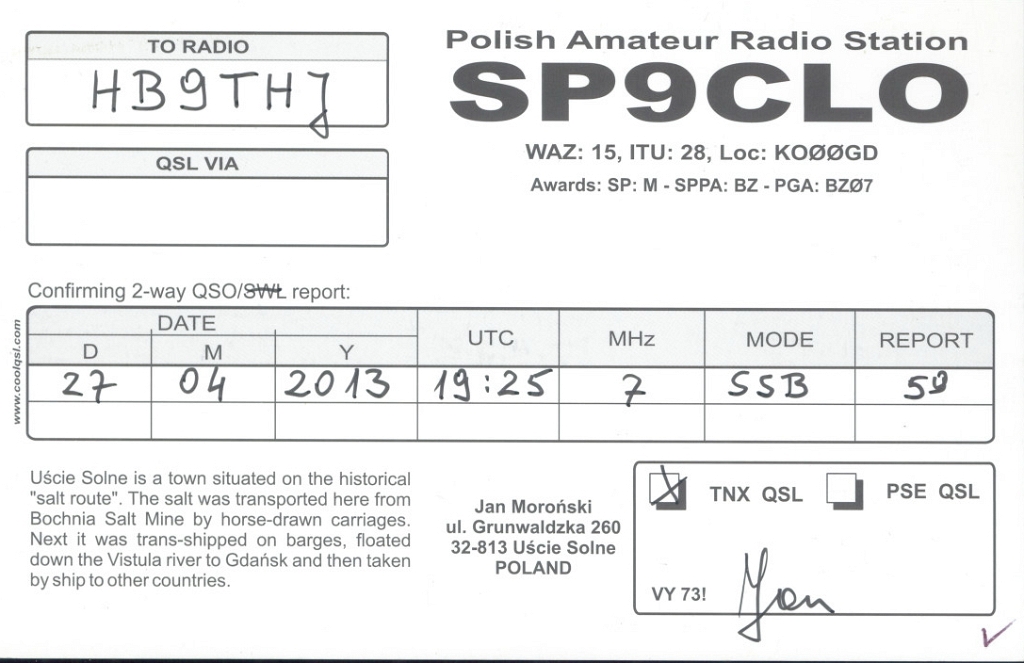 TO RADIO
HB9THJ
QSL VIA
Polish Amateur Radio Station
SP9CLO
WAZ: 15, ITU: 28, Loc: KOØØGD
Awards: SP: M - SPPA: BZ - PGA: BZØ7
Confirming 2-way QSO/SWL report:
DATE UTC MHz MODE REPORT
D M Y
27 04 2013 19:25 7 SSB 59
www.coolqsl.com
Uście Solne is a town situated on the historical
"salt route". The salt was transported here from
Bochnia Salt Mine by horse-drawn carriages.
Next it was trans-shipped on barges, floated
down the Vistula river to Gdańsk and then taken
by ship to other countries.
Jan Moroński
ul. Grunwaldzka 260
32-813 Uście Solne
POLAND
TNX QSL PSE QSL
VY 73! Jan